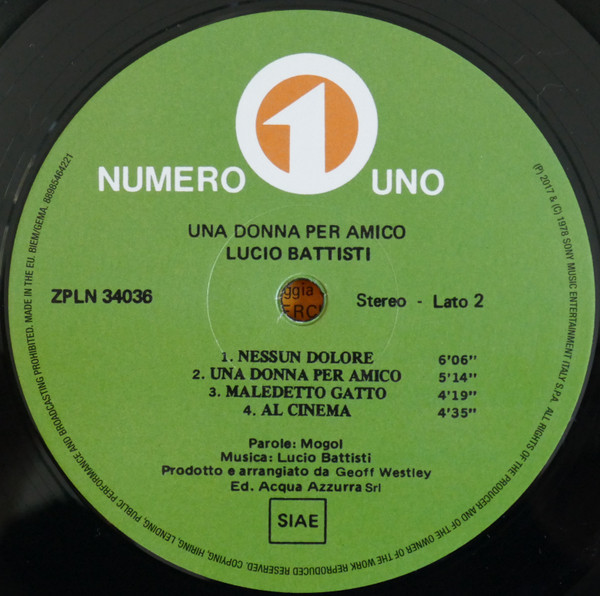 1
NUMERO UNO
UNA DONNA PER AMICO
LUCIO BATTISTI
ZPLN 34036
Stereo - Lato 2
ggia
ERC
1. NESSUN DOLORE 6'06"
2. UNA DONNA PER AMICO 5'14"
3. MALEDETTO GATTO 4'19"
4. AL CINEMA 4'35"
Parole: Mogol
Musica: Lucio Battisti
Prodotto e arrangiato da Geoff Westley
Ed. Acqua Azzurra Srl
SIAE
(P) 2017 & (C) 1978 SONY MUSIC ENTERTAINMENT ITALY S.P.A. ALL RIGHTS OF THE PRODUCER AND OF THE OWNER OF THE WORK REPRODUCED RESERVED. COPYING, HIRING, LENDING, PUBLIC PERFORMANCE AND BROADCASTING PROHIBITED. MADE IN THE EU. BIEM/GEMA. 88985464221